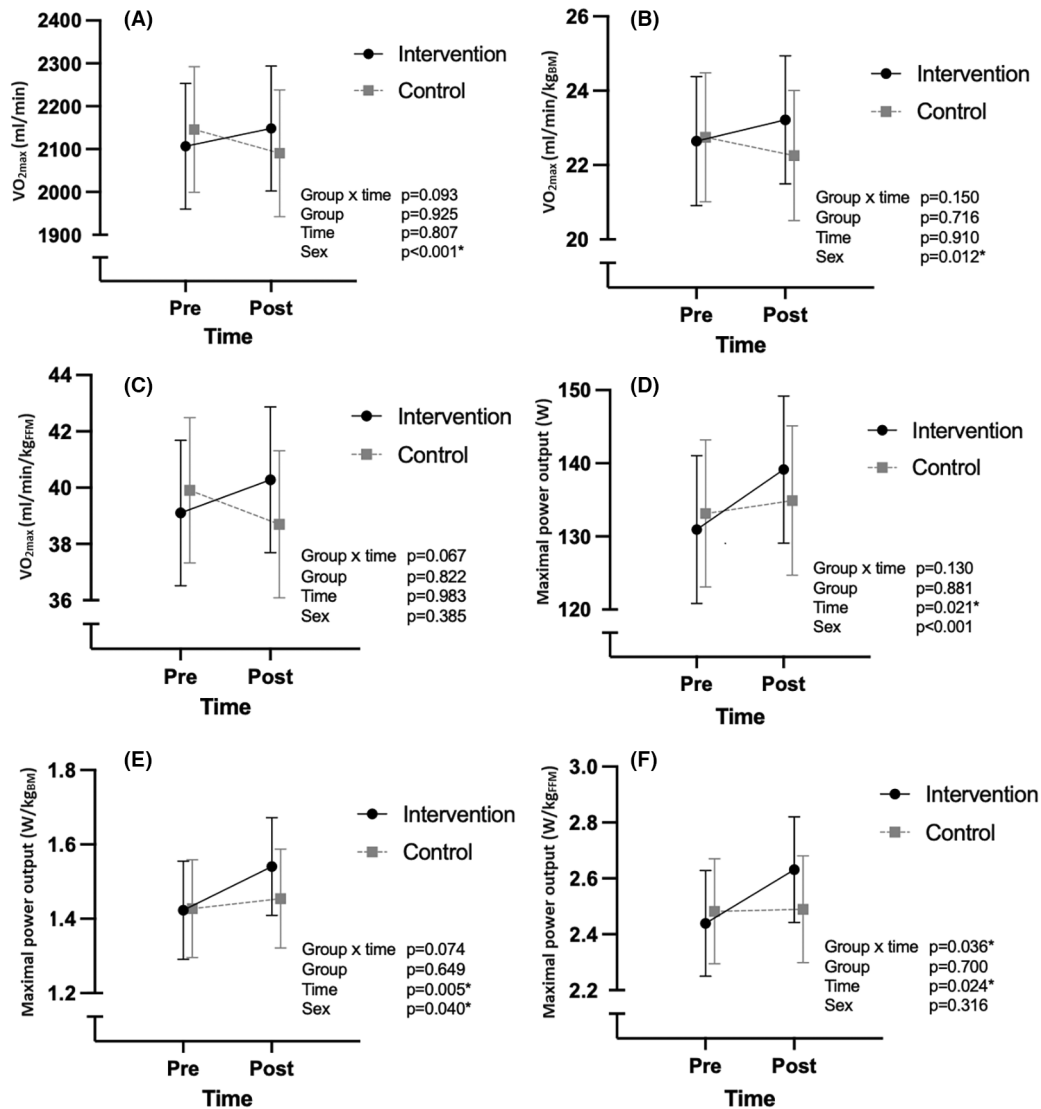 (A)
2400
2300
2200
2100
2000
1900
VO2max (ml/min)
Intervention
Control
Group x time p=0.093
Group p=0.925
Time p=0.807
Sex p<0.001*
Pre Post
Time
(B)
26
24
22
20
VO2max (ml/min/kgBM)
Intervention
Control
Group x time p=0.150
Group p=0.716
Time p=0.910
Sex p=0.012*
Pre Post
Time
(C)
44
42
40
38
36
VO2max (ml/min/kgFFM)
Intervention
Control
Group x time p=0.067
Group p=0.822
Time p=0.983
Sex p=0.385
Pre Post
Time
(D)
150
140
130
120
Maximal power output (W)
Intervention
Control
Group x time p=0.130
Group p=0.881
Time p=0.021*
Sex p<0.001
Pre Post
Time
(E)
1.8
1.6
1.4
1.2
Maximal power output (W/kgBM)
Intervention
Control
Group x time p=0.074
Group p=0.649
Time p=0.005*
Sex p=0.040*
Pre Post
Time
(F)
3.0
2.8
2.6
2.4
2.2
Maximal power output (W/kgFFM)
Intervention
Control
Group x time p=0.036*
Group p=0.700
Time p=0.024*
Sex p=0.316
Pre Post
Time